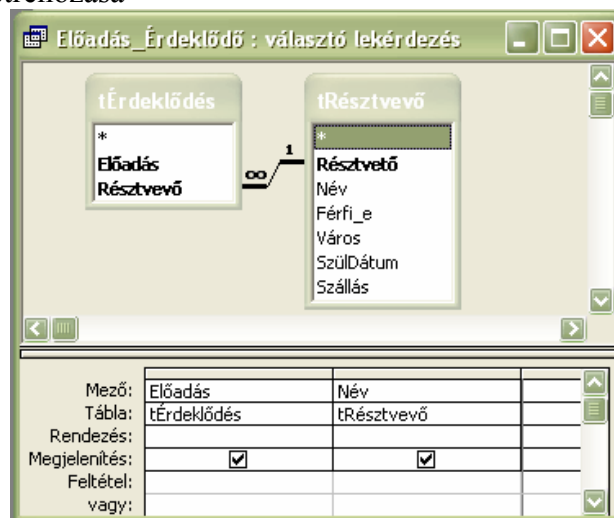 Előadás_Érdeklődő : választó lekérdezés
tÉrdeklődés
*
Előadás
Résztvevő
∞
1
tRésztvevő
*
Résztvető
Név
Férfi_e
Város
SzülDátum
Szállás
Mező: Előadás Név
Tábla: tÉrdeklődés tRésztvevő
Rendezés:
Megjelenítés:
Feltétel:
vagy: